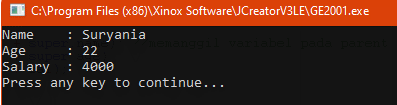 C:\Program Files (x86)\Xinox Software\JCreatorV3LE\GE2001.exe
Name    : Suryania
Age     : 22
Salary  : 4000
Press any key to continue...